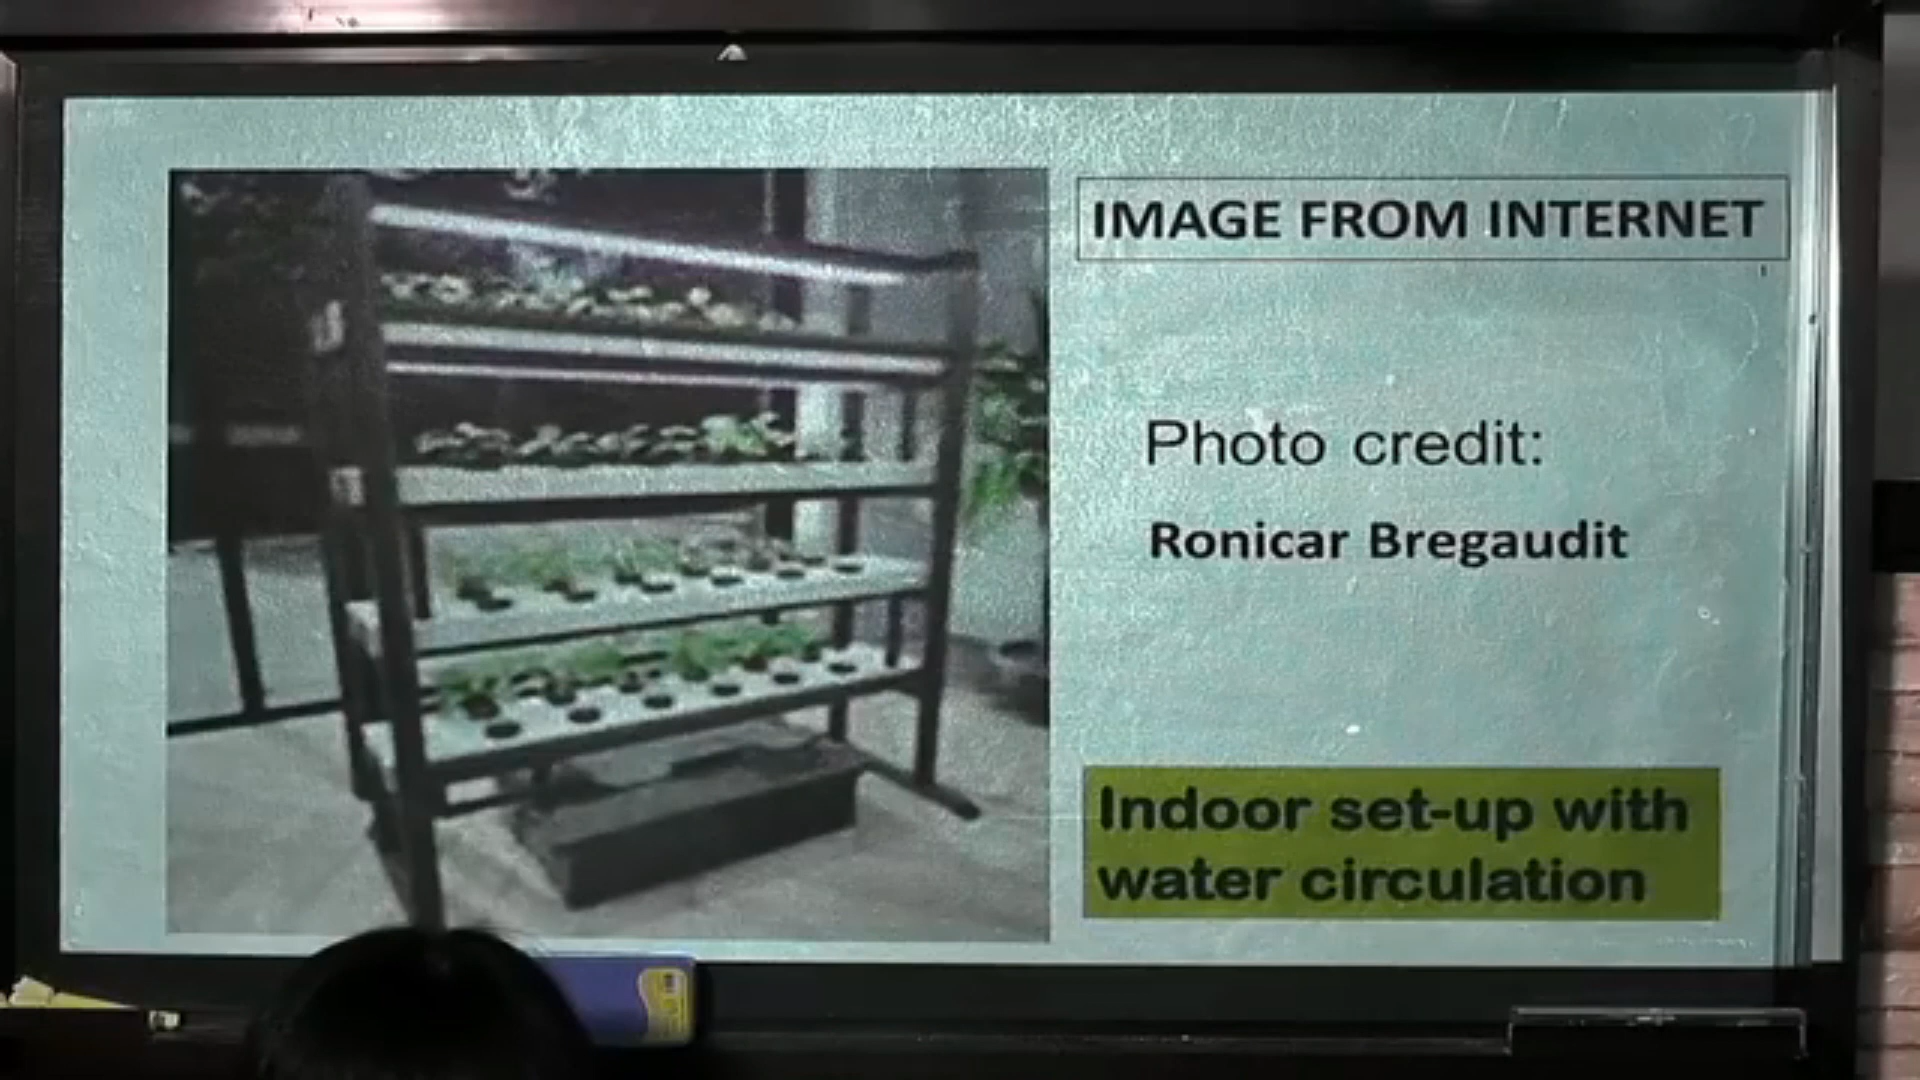 IMAGE FROM INTERNET
Photo credit:
Ronicar Bregaudit
Indoor set-up with
water circulation